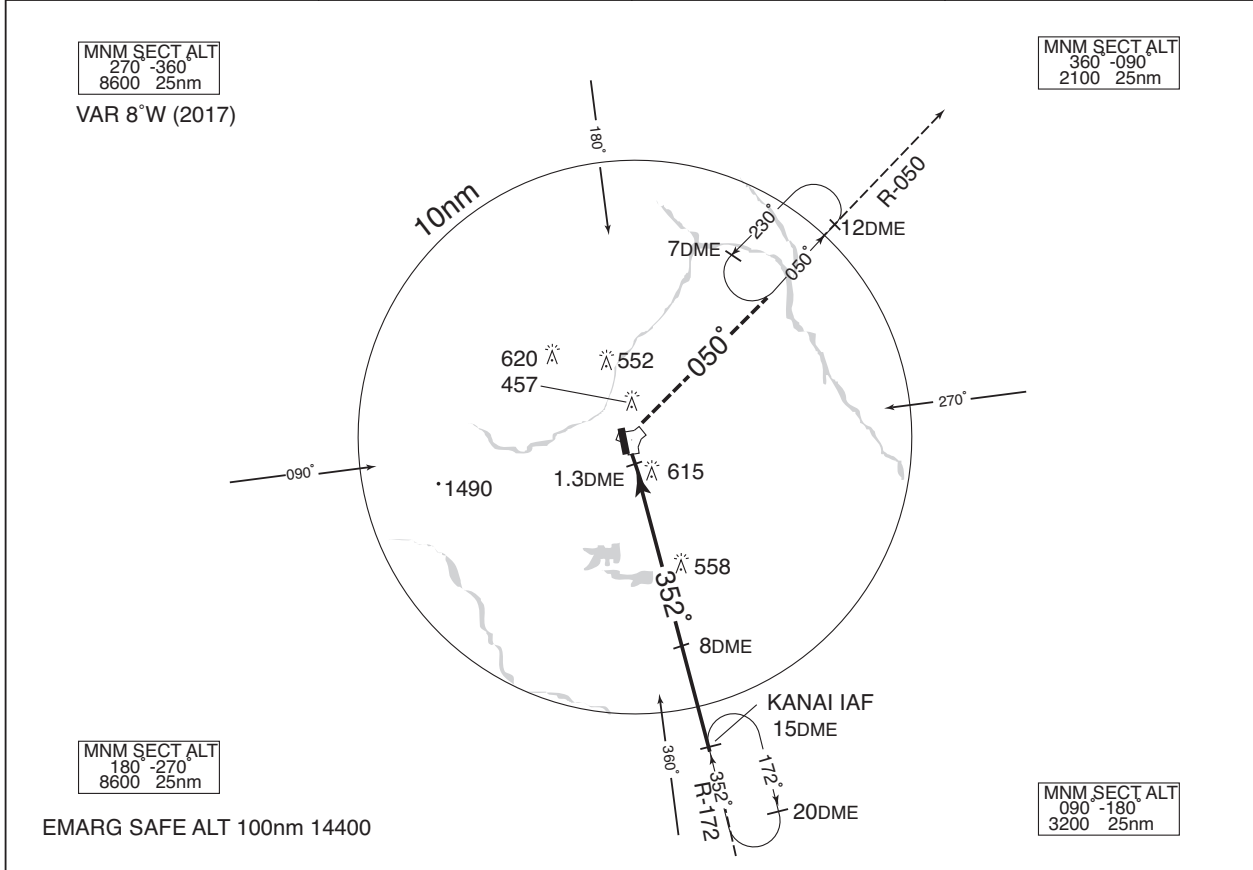 MNM SECT ALT
270˚-360˚
8600 25nm
VAR 8˚W (2017)
MNM SECT ALT
360˚-090˚
2100 25nm
180˚
10nm
R-050
230˚
12DME
7DME
050˚
050˚
620
552
457
270˚
090˚
1.3DME
615
1490
558
352˚
8DME
KANAI IAF
15DME
360˚
352˚
R-172
172˚
20DME
MNM SECT ALT
180˚-270˚
8600 25nm
EMARG SAFE ALT 100nm 14400
MNM SECT ALT
090˚-180˚
3200 25nm